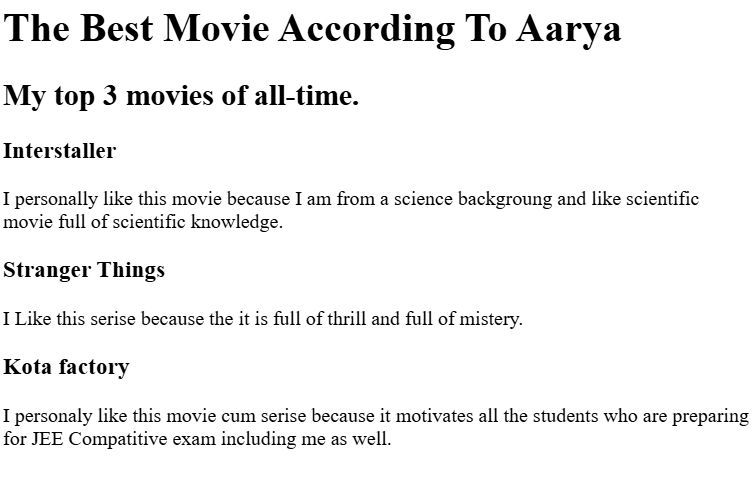 The Best Movie According To Aarya
My top 3 movies of all-time.
Interstaller
I personally like this movie because I am from a science backgroung and like scientific
movie full of scientific knowledge.
Stranger Things
I Like this serise because the it is full of thrill and full of mistery.
Kota factory
I personaly like this movie cum serise because it motivates all the students who are preparing
for JEE Compatitive exam including me as well.